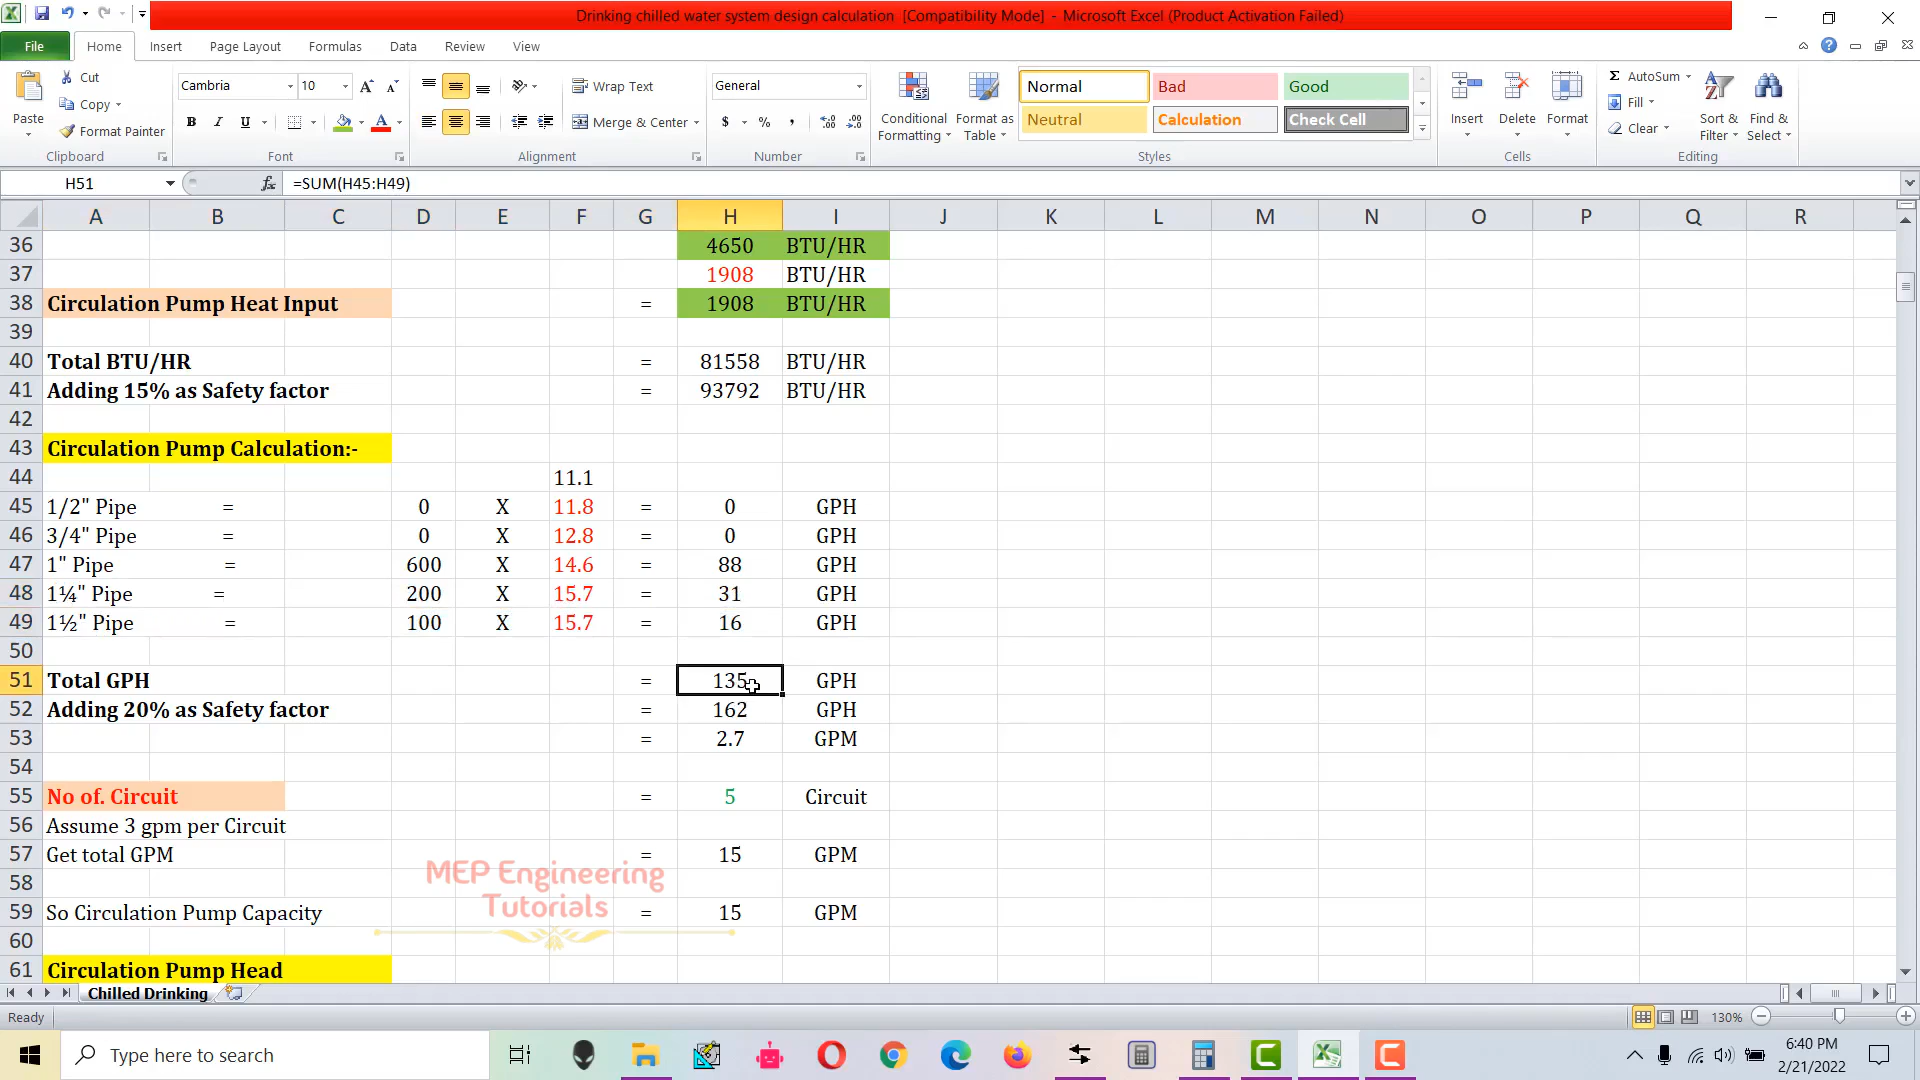 Drinking chilled water system design calculation [Compatibility Mode] - Microsoft Excel (Product Activation Failed)
File Home Insert Page Layout Formulas Data Review View
Paste
Cut
Copy
Format Painter
Clipboard
Cambria 10
B I U
Font
Wrap Text
Merge & Center
Alignment
General
$ % ,
Number
Conditional Formatting
Format as Table
Normal Bad Good
Neutral Calculation Check Cell
Styles
Insert Delete Format
Cells
AutoSum
Fill
Clear
Sort & Filter
Find & Select
Editing
H51 fx =SUM(H45:H49)
A B C D E F G H I J K L M N O P Q R
36 4650 BTU/HR
37 1908 BTU/HR
38 Circulation Pump Heat Input = 1908 BTU/HR
39
40 Total BTU/HR = 81558 BTU/HR
41 Adding 15% as Safety factor = 93792 BTU/HR
42
43 Circulation Pump Calculation:-
44 11.1
45 1/2" Pipe = 0 X 11.8 = 0 GPH
46 3/4" Pipe = 0 X 12.8 = 0 GPH
47 1" Pipe = 600 X 14.6 = 88 GPH
48 1¼" Pipe = 200 X 15.7 = 31 GPH
49 1½" Pipe = 100 X 15.7 = 16 GPH
50
51 Total GPH = 135 GPH
52 Adding 20% as Safety factor = 162 GPH
53 = 2.7 GPM
54
55 No of. Circuit = 5 Circuit
56 Assume 3 gpm per Circuit
57 Get total GPM = 15 GPM
58
MEP Engineering
Tutorials
59 So Circulation Pump Capacity = 15 GPM
60
61 Circulation Pump Head
Chilled Drinking
Ready 130%
Type here to search
6:40 PM
2/21/2022